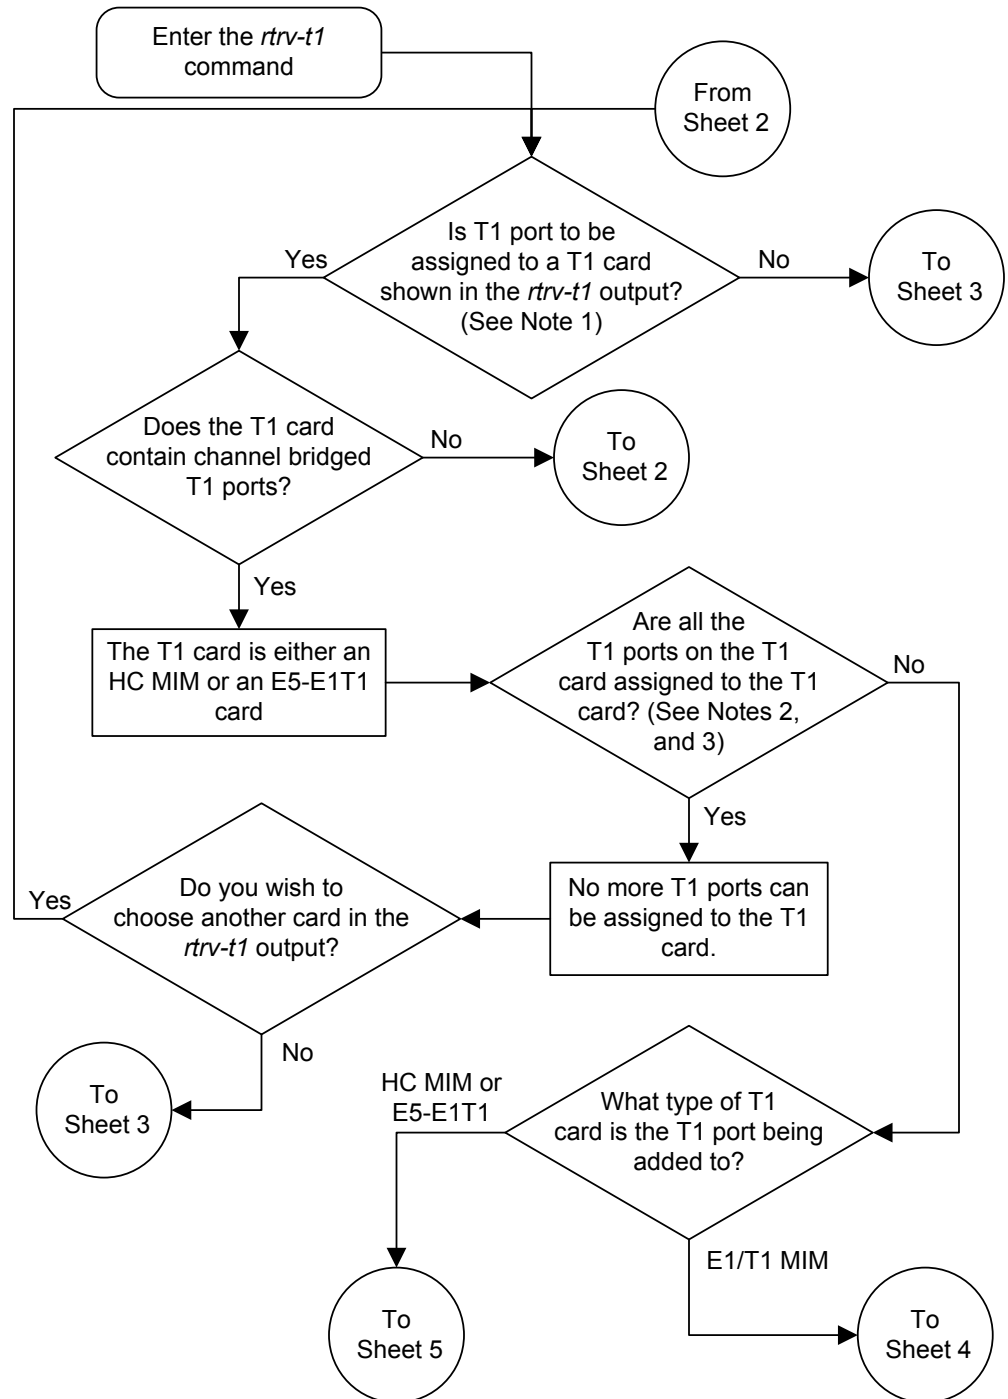 Enter the rtrv-t1
command
From
Sheet 2
Is T1 port to be
assigned to a T1 card
shown in the rtrv-t1 output?
(See Note 1)
Yes
No
To
Sheet 3
Does the T1 card
contain channel bridged
T1 ports?
No
To
Sheet 2
Yes
The T1 card is either an
HC MIM or an E5-E1T1
card
Are all the
T1 ports on the T1
card assigned to the T1
card? (See Notes 2,
and 3)
No
Yes
No more T1 ports can
be assigned to the T1
card.
Do you wish to
choose another card in the
rtrv-t1 output?
Yes
No
To
Sheet 3
What type of T1
card is the T1 port being
added to?
HC MIM or
E5-E1T1
E1/T1 MIM
To
Sheet 5
To
Sheet 4